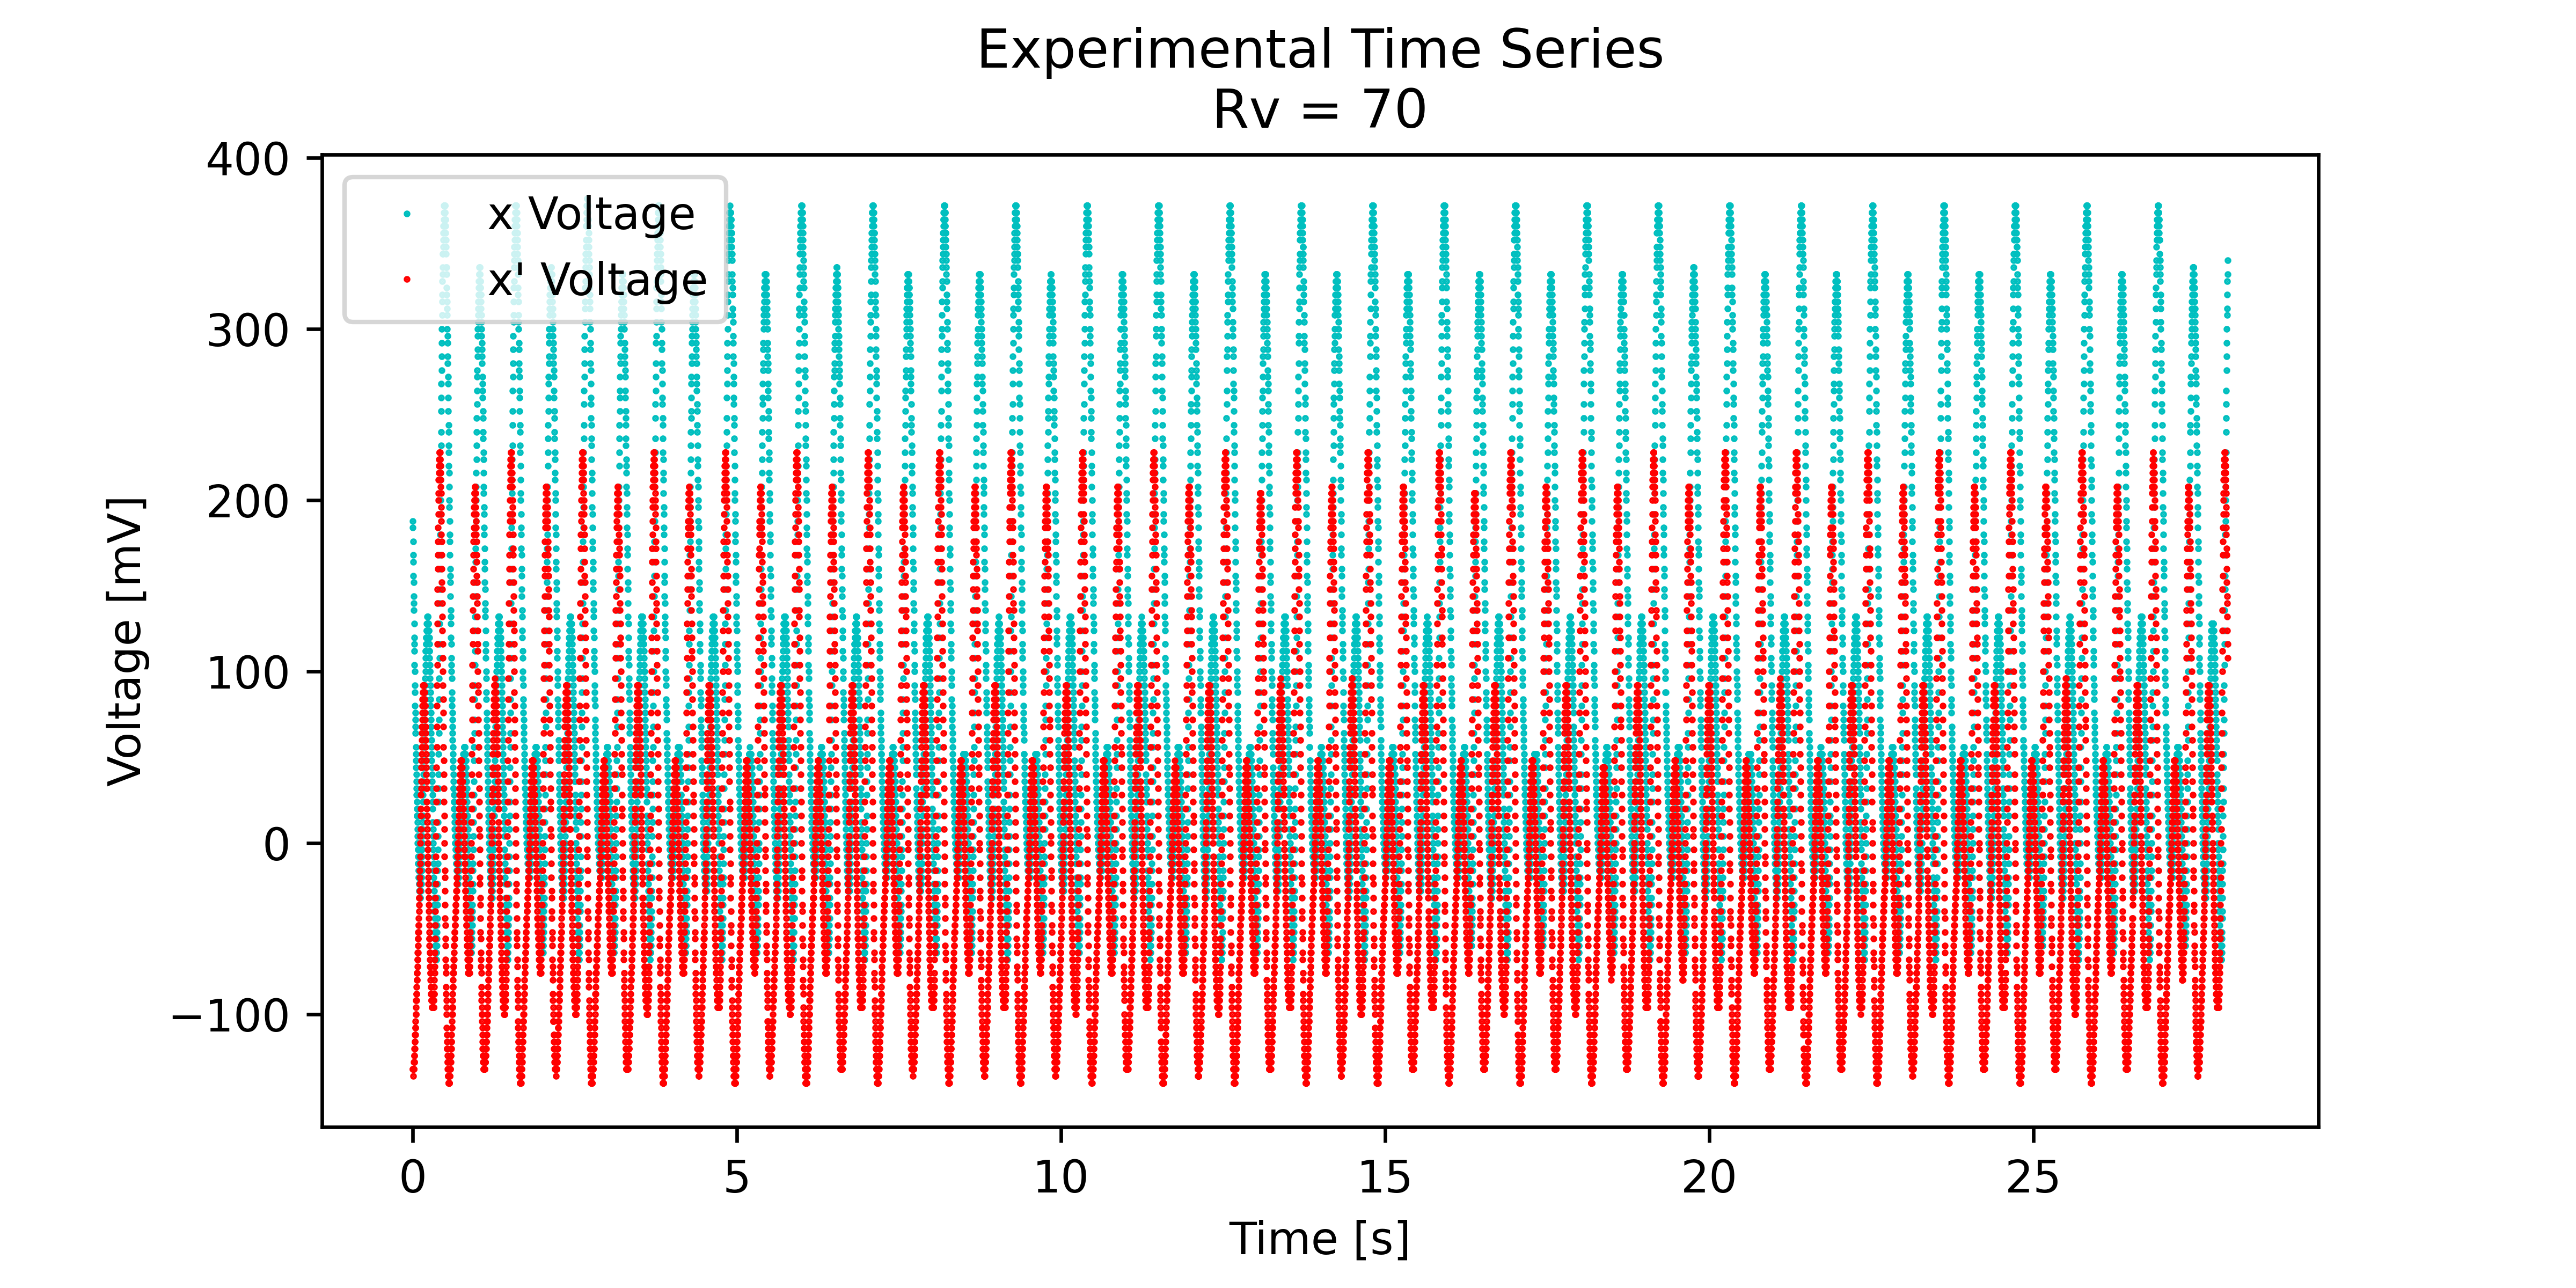 Experimental Time Series
Rv = 70
400
300
200
100
0
−100
Voltage [mV]
x Voltage
x' Voltage
0 5 10 15 20 25
Time [s]